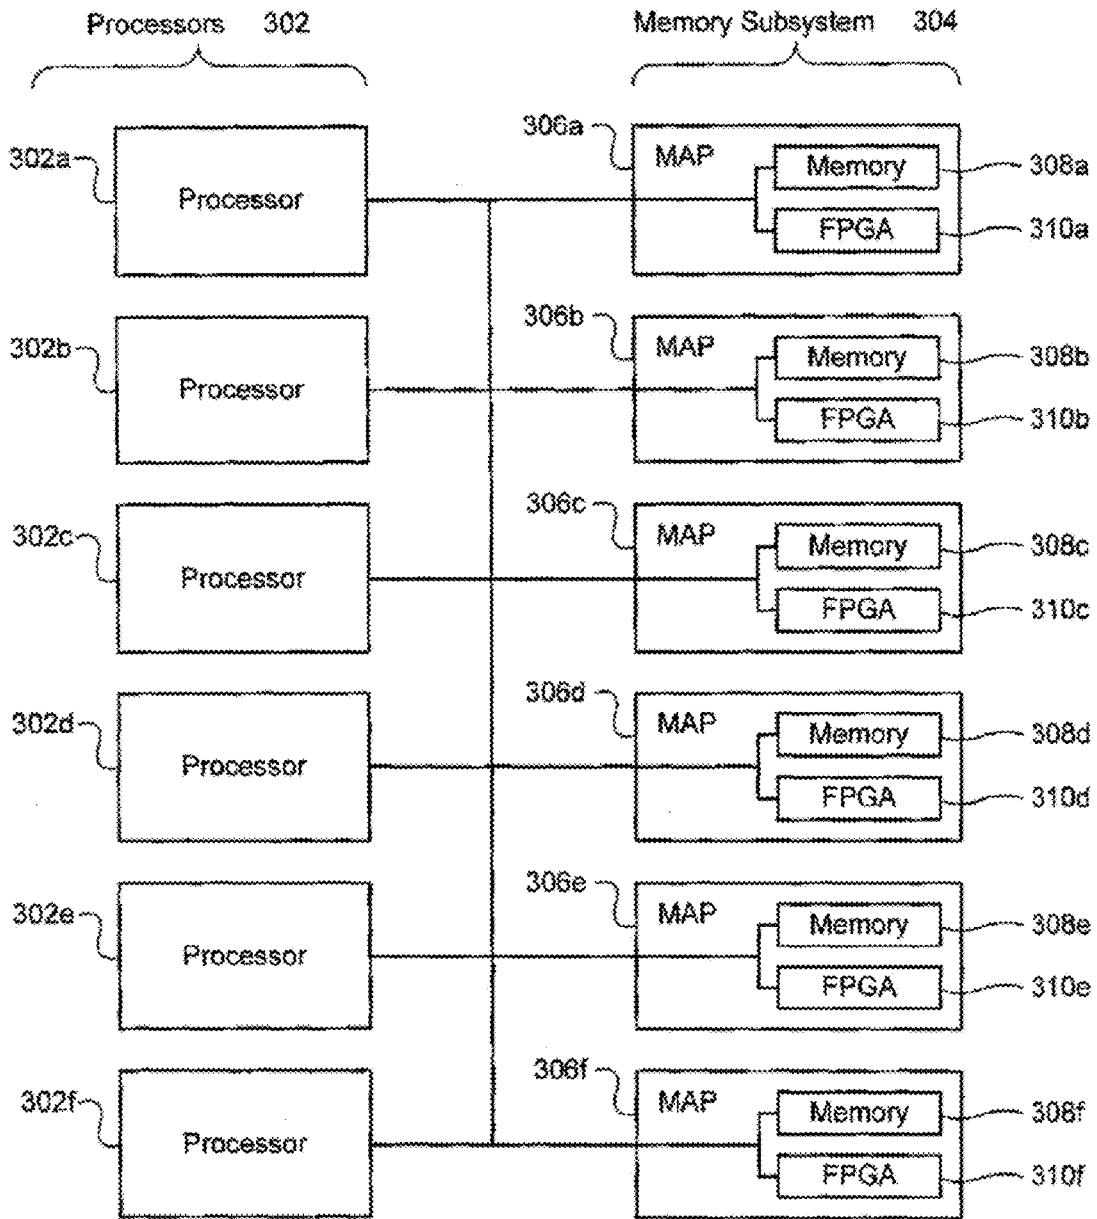 Processors 302
Memory Subsystem 304
302a
Processor
306a
MAP
Memory
308a
FPGA
310a
302b
Processor
306b
MAP
Memory
308b
FPGA
310b
302c
Processor
306c
MAP
Memory
308c
FPGA
310c
302d
Processor
306d
MAP
Memory
308d
FPGA
310d
302e
Processor
306e
MAP
Memory
308e
FPGA
310e
302f
Processor
306f
MAP
Memory
308f
FPGA
310f